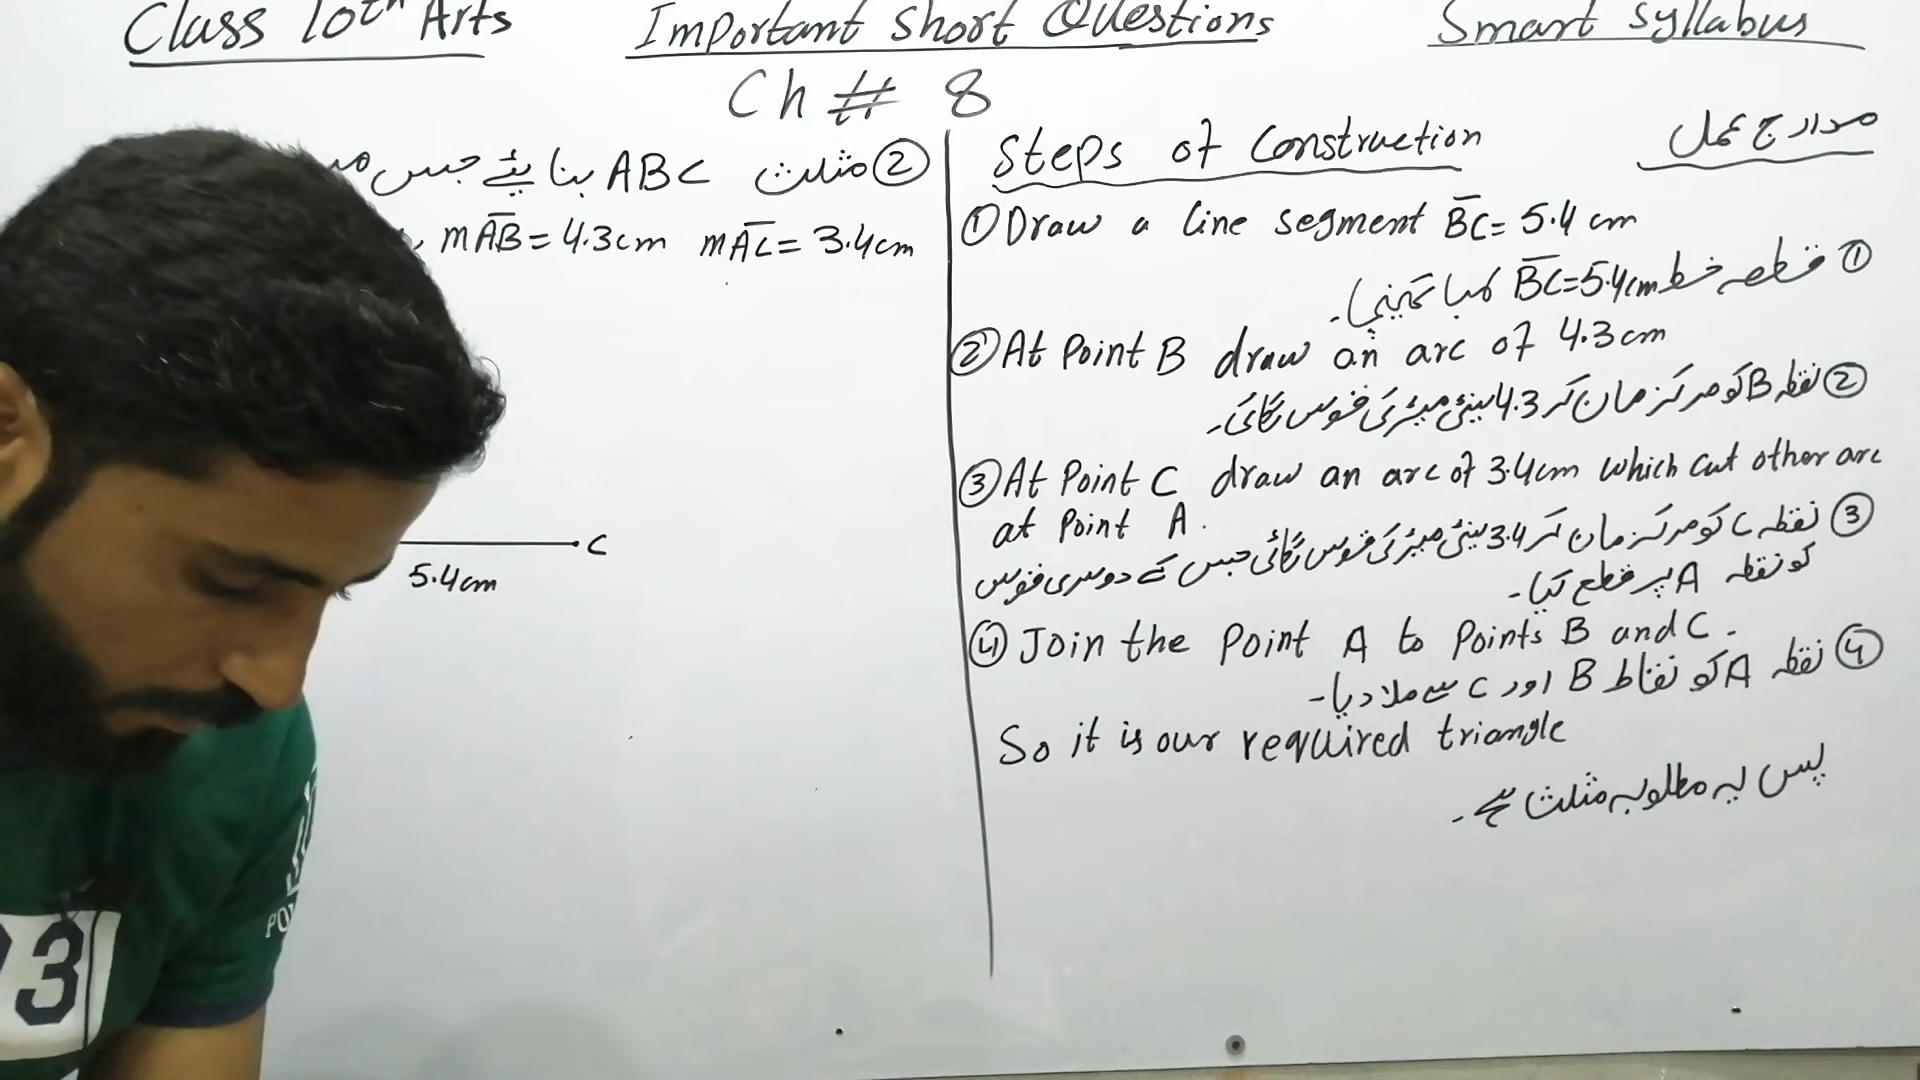 Class 10th Arts
Important Short Questions
Smart Syllabus
Ch # 8
② مثلث ABC بنایئے جس
mAB = 4.3cm mAC = 3.4cm
C
5.4cm
Steps of Construction
مدارج عمل
① Draw a line segment BC = 5.4 cm
① قطعہ خط BC=5.4cm لمبا کھینچا۔
② At Point B draw an arc of 4.3cm
② نقطہ B کو مرکز مان کر 4.3 سینٹی میٹر کی قوس لگائی۔
③ At Point C draw an arc of 3.4cm which cut other arc
at Point A.
③ نقطہ C کو مرکز مان کر 3.4 سینٹی میٹر کی قوس لگائی جس کے دوسری قوس
کو نقطہ A پر قطع کیا۔
④ Join the Point A to Points B and C.
④ نقطہ A کو نقاط B اور C سے ملا دیا۔
So it is our required triangle
پس یہ مطلوبہ مثلث ہے۔
3
PO